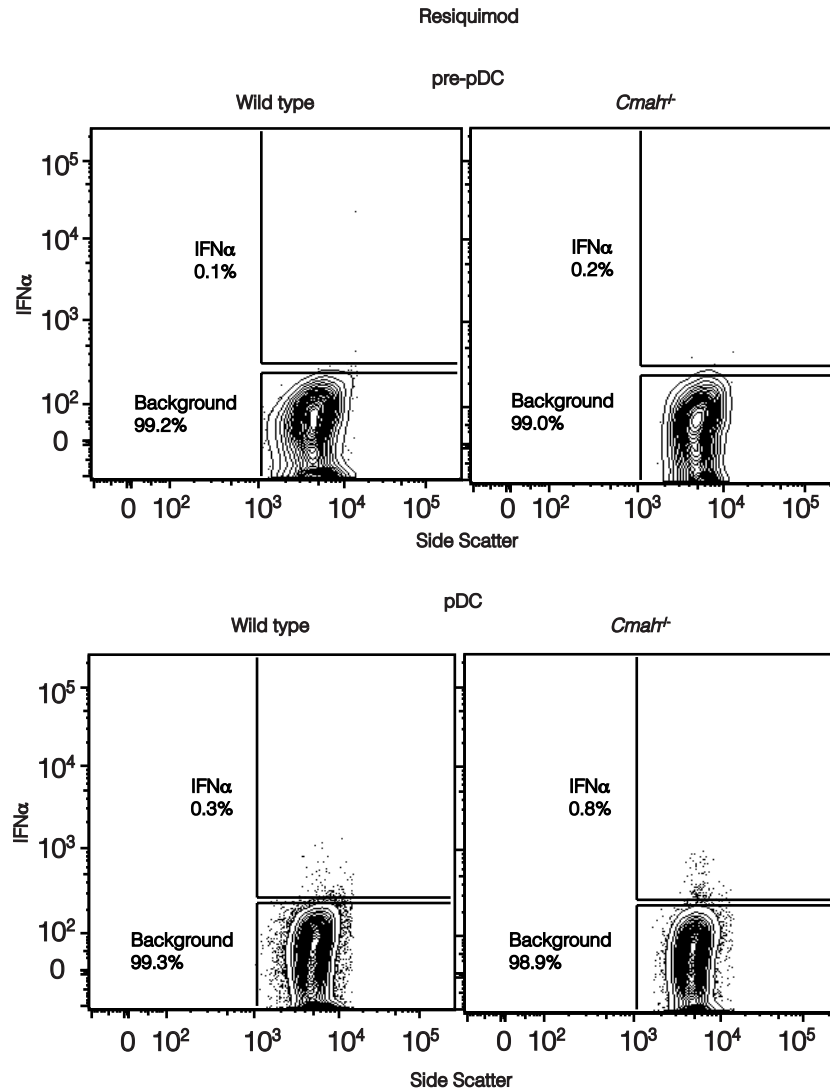 Resiquimod
pre-pDC
Wild type
Cmah-/-
IFNα
10⁵
10⁴
10³
10²
0
IFNα
0.1%
Background
99.2%
IFNα
0.2%
Background
99.0%
0 10² 10³ 10⁴ 10⁵
0 10² 10³ 10⁴ 10⁵
Side Scatter
pDC
Wild type
Cmah-/-
IFNα
10⁵
10⁴
10³
10²
0
IFNα
0.3%
Background
99.3%
IFNα
0.8%
Background
98.9%
0 10² 10³ 10⁴ 10⁵
0 10² 10³ 10⁴ 10⁵
Side Scatter